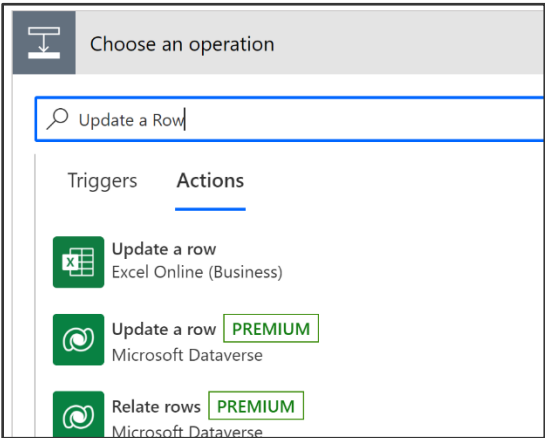 Choose an operation
Update a Row
Triggers Actions
Update a row
Excel Online (Business)
Update a row PREMIUM
Microsoft Dataverse
Relate rows PREMIUM
Microsoft Dataverse